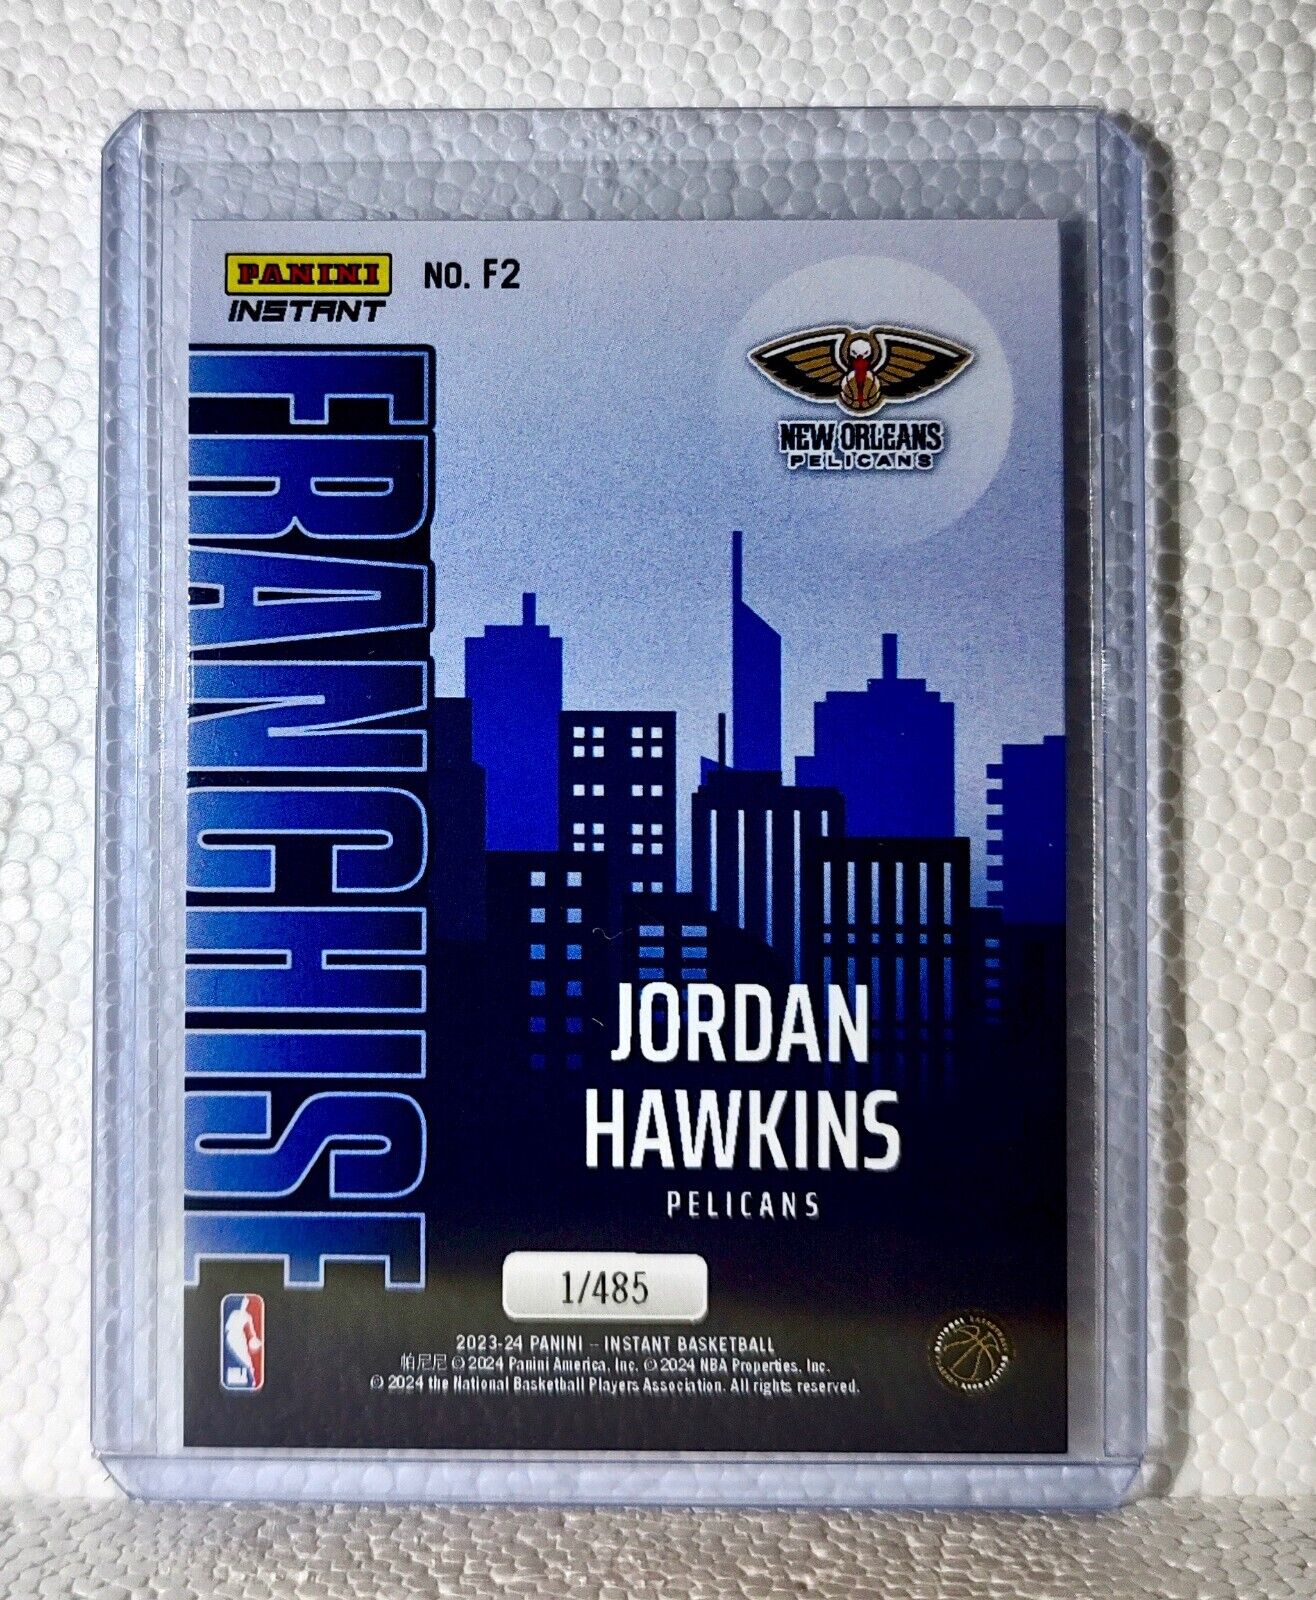 PANINI
INSTANT
NO. F2
FRANCHISE
NEW ORLEANS
PELICANS
JORDAN
HAWKINS
PELICANS
1/485
2023-24 PANINI – INSTANT BASKETBALL
帕尼尼 © 2024 Panini America, Inc. © 2024 NBA Properties, Inc.
© 2024 the National Basketball Players Association. All rights reserved.
NATIONAL BASKETBALL